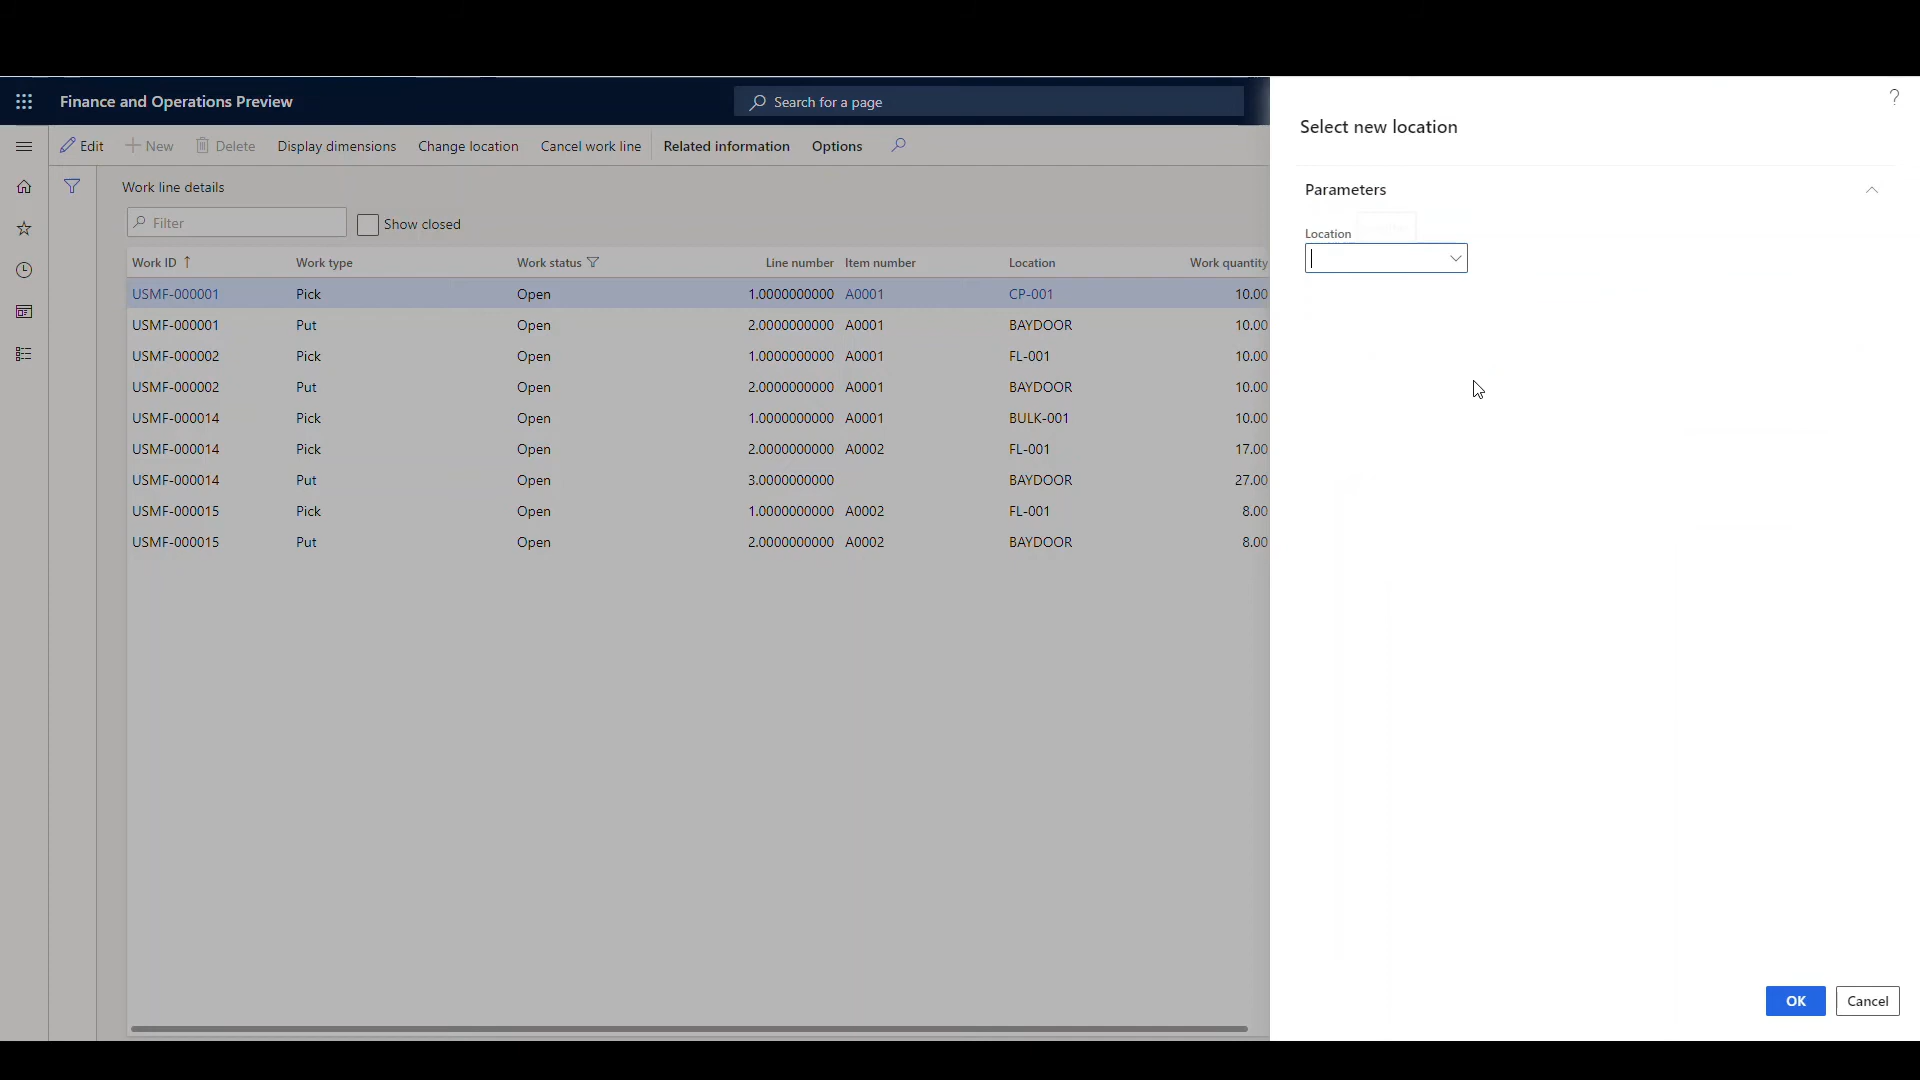 Finance and Operations Preview
Search for a page
Edit New Delete Display dimensions Change location Cancel work line Related information Options
Work line details
Filter Show closed
Work ID Work type Work status Line number Item number Location Work quantity
USMF-000001 Pick Open 1.0000000000 A0001 CP-001 10.00
USMF-000001 Put Open 2.0000000000 A0001 BAYDOOR 10.00
USMF-000002 Pick Open 1.0000000000 A0001 FL-001 10.00
USMF-000002 Put Open 2.0000000000 A0001 BAYDOOR 10.00
USMF-000014 Pick Open 1.0000000000 A0001 BULK-001 10.00
USMF-000014 Pick Open 2.0000000000 A0002 FL-001 17.00
USMF-000014 Put Open 3.0000000000 BAYDOOR 27.00
USMF-000015 Pick Open 1.0000000000 A0002 FL-001 8.00
USMF-000015 Put Open 2.0000000000 A0002 BAYDOOR 8.00
?
Select new location
Parameters
Location
OK Cancel